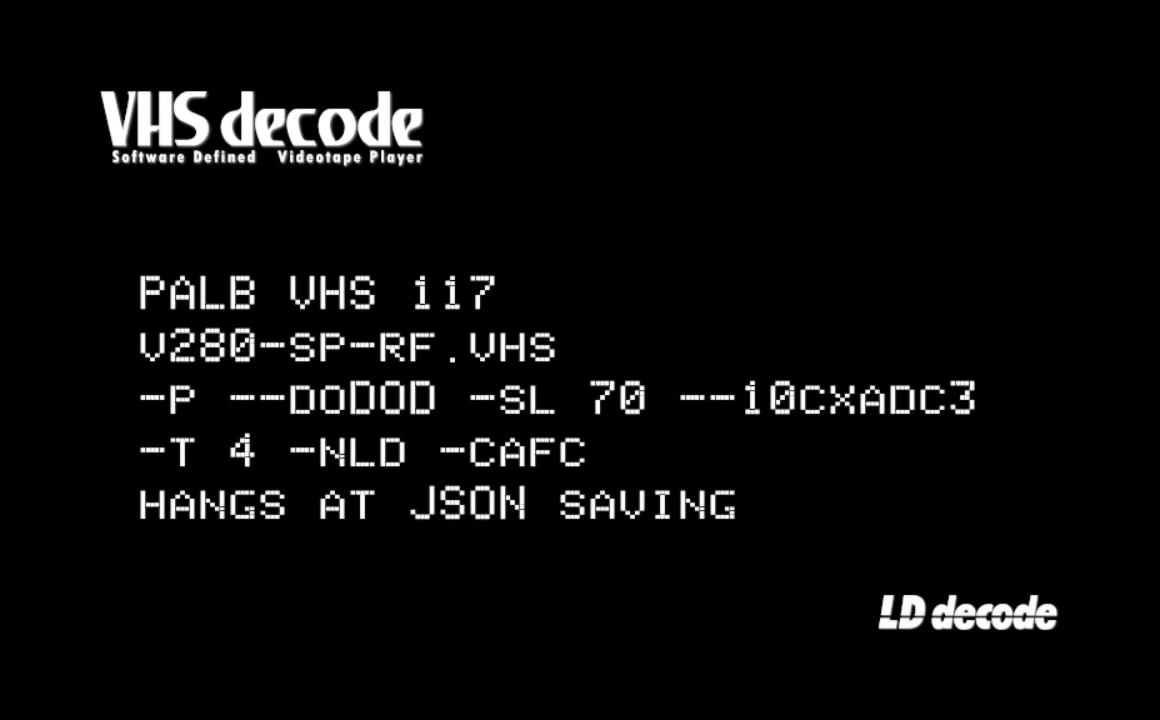 VHS decode
Software Defined Videotape Player
PALB VHS 117
V280-SP-RF.VHS
-P --DODOD -SL 70 --10CXADC3
-T 4 -NLD -CAFC
HANGS AT JSON SAVING
LD decode